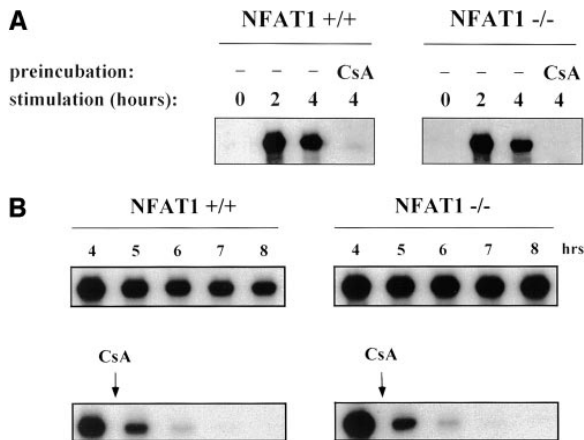 A
NFAT1 +/+ NFAT1 -/-
preincubation: – – – CsA – – – CsA
stimulation (hours): 0 2 4 4 0 2 4 4
B
NFAT1 +/+ NFAT1 -/-
4 5 6 7 8 4 5 6 7 8 hrs
CsA CsA